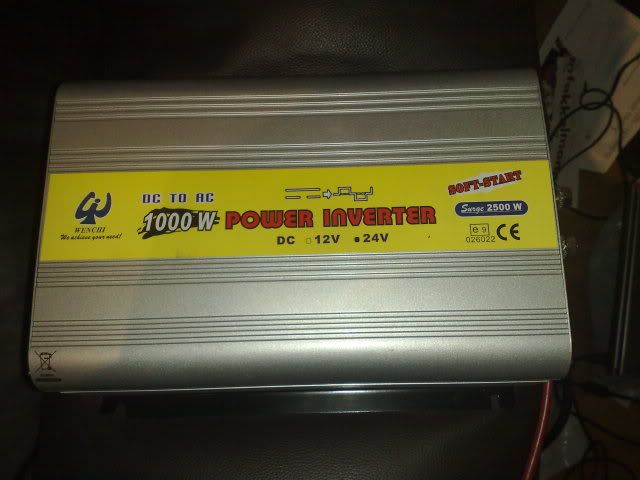 DC TO AC
SOFT-START
1000 W POWER INVERTER
Surge 2500 W
WENCHI
We achieve your need!
DC □ 12V ■ 24V
e9
026022 CE